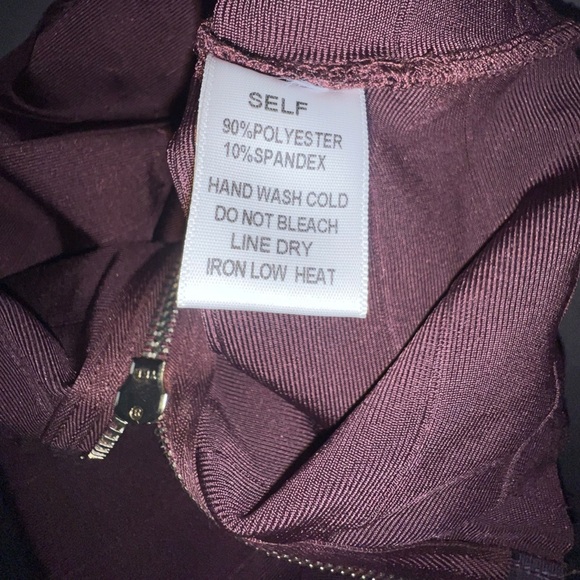 SELF
90%POLYESTER
10%SPANDEX
HAND WASH COLD
DO NOT BLEACH
LINE DRY
IRON LOW HEAT